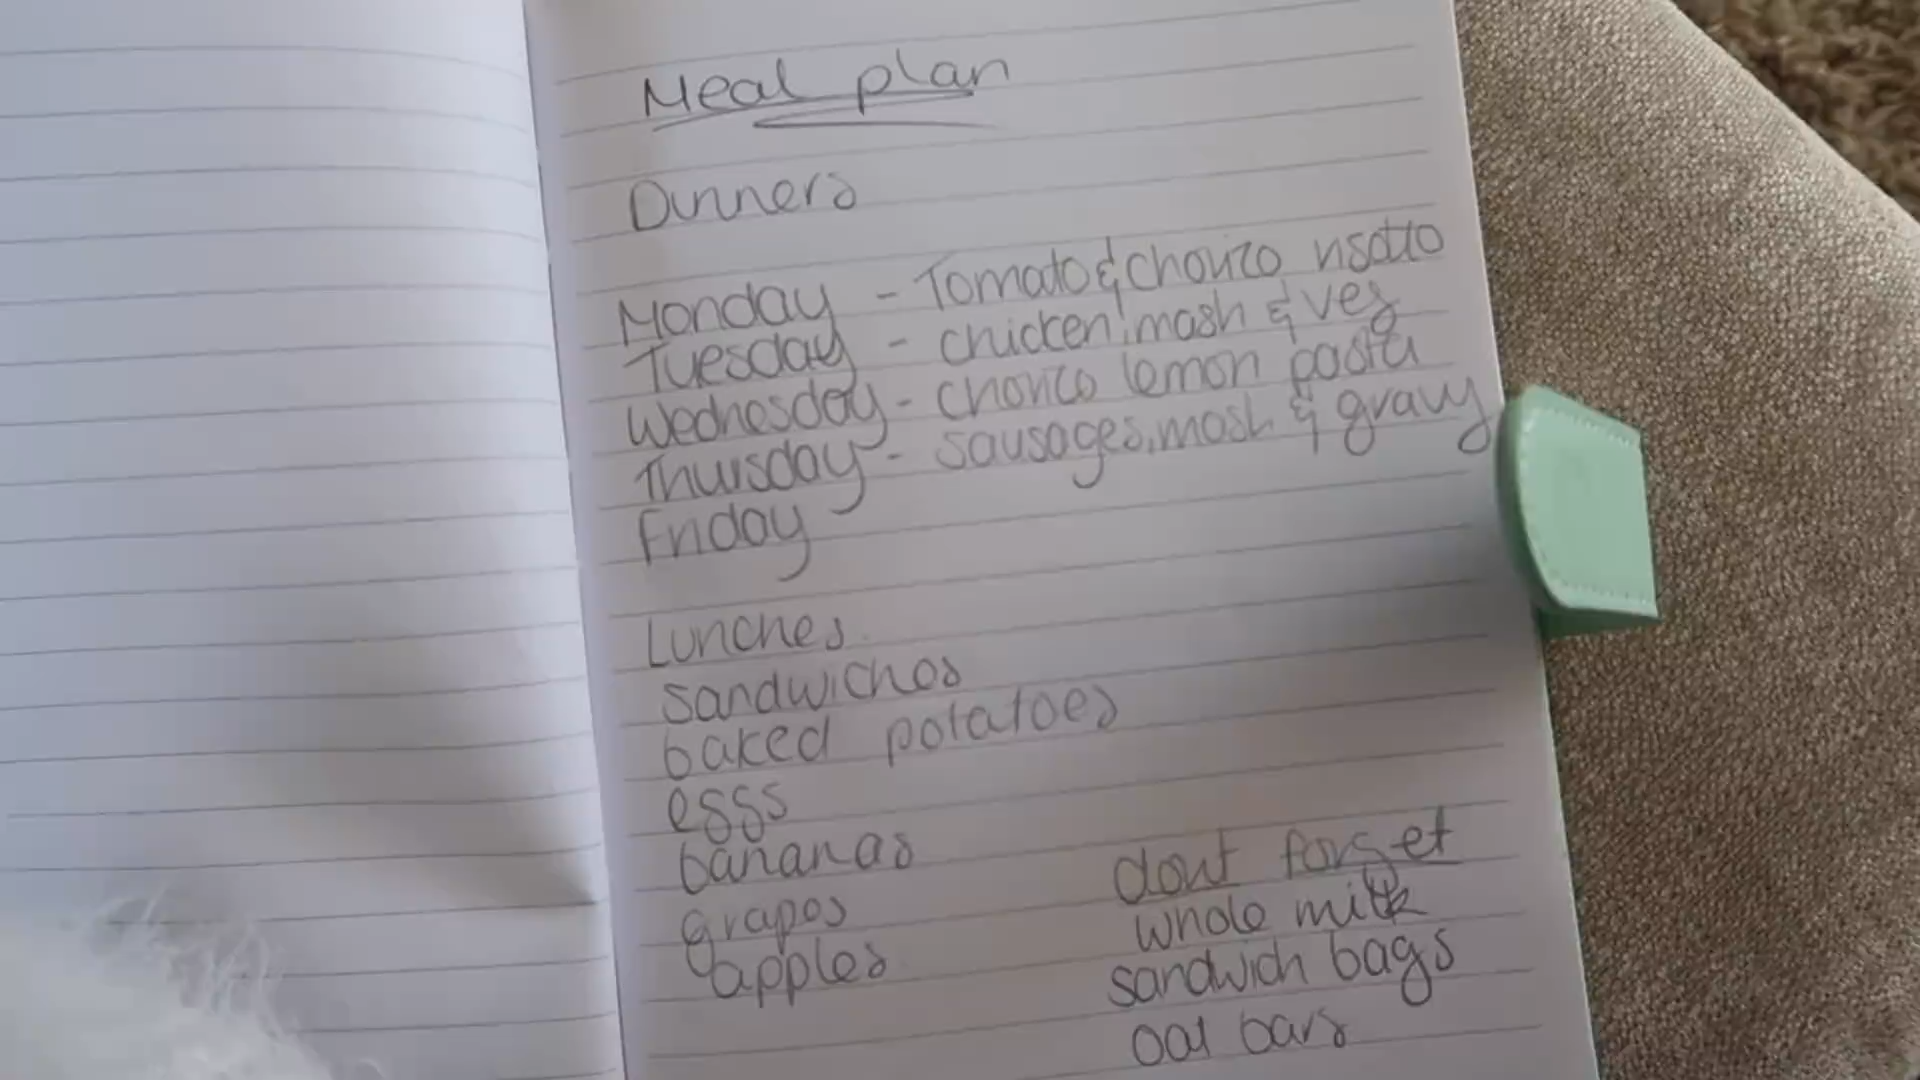 Meal plan
Dinners
Monday - Tomato & chorizo risotto
Tuesday - chicken, mash & veg
Wednesday - chorizo lemon pasta
Thursday - sausages, mash & gravy
Friday
Lunches
sandwiches
baked potatoes
eggs
bananas
grapes
apples
dont forget
whole milk
sandwich bags
oat bars